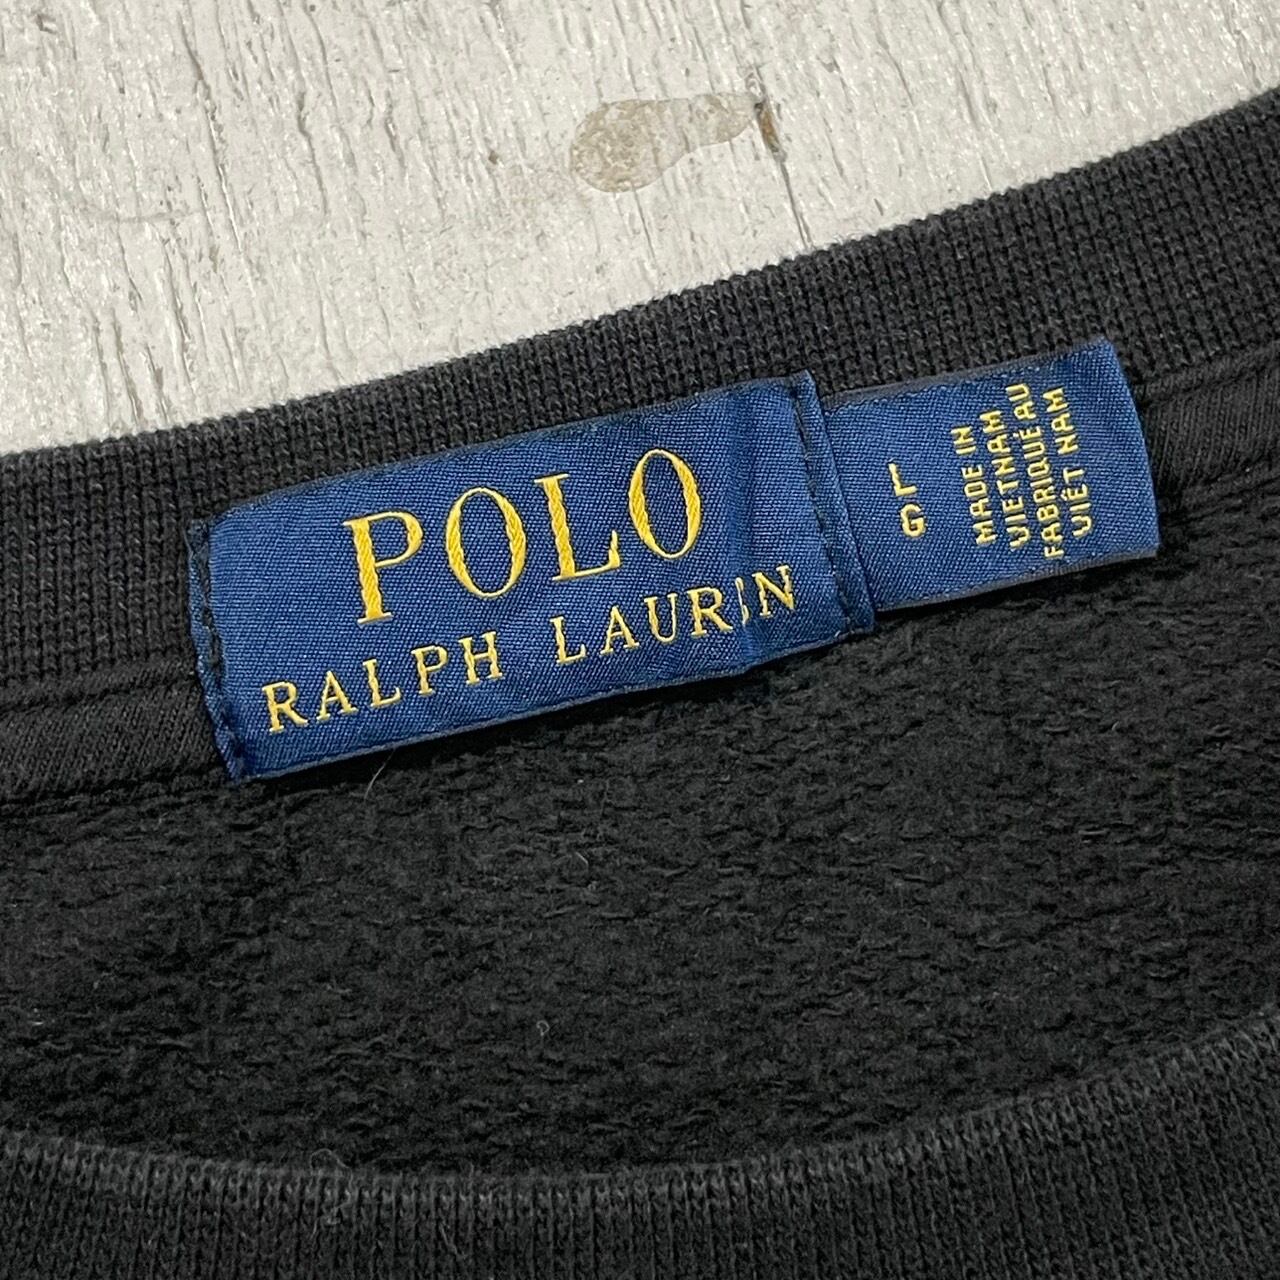 POLO
RALPH LAUREN
L
G
MADE IN
VIETNAM
FABRIQUÉ AU
VIÊT NAM